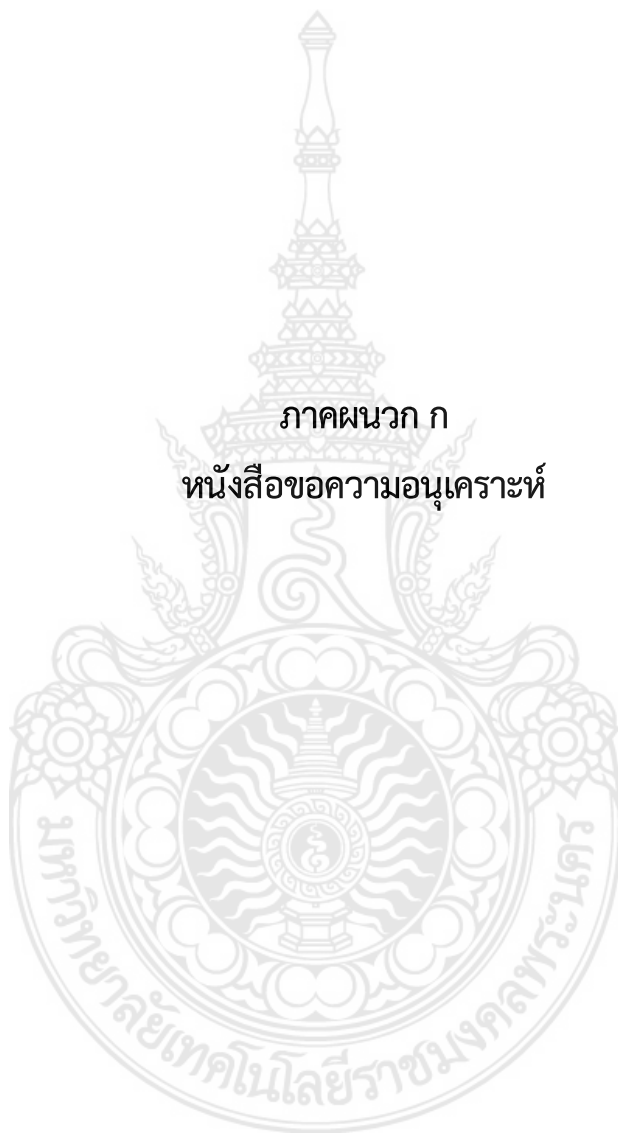 ภาคผนวก ก
หนังสือขอความอนุเคราะห์
มหาวิทยาลัยเทคโนโลยีราชมงคลพระนคร